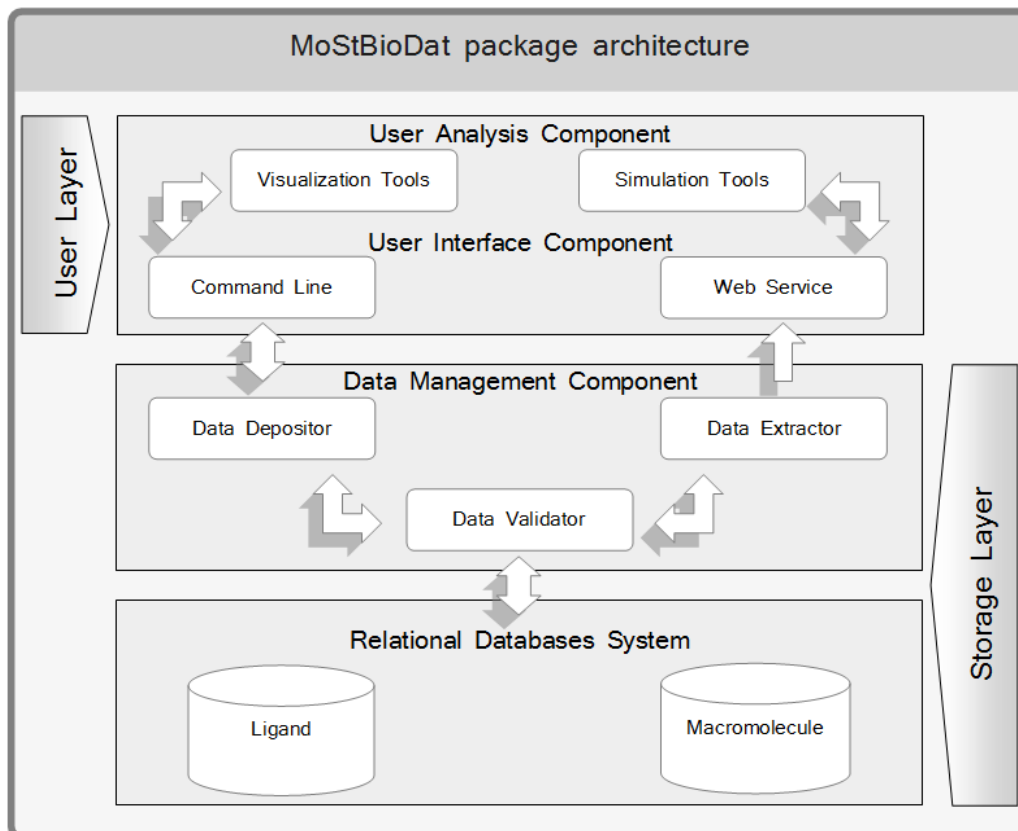 MoStBioDat package architecture
User Layer
User Analysis Component
Visualization Tools
Simulation Tools
User Interface Component
Command Line
Web Service
Data Management Component
Data Depositor
Data Extractor
Data Validator
Storage Layer
Relational Databases System
Ligand
Macromolecule